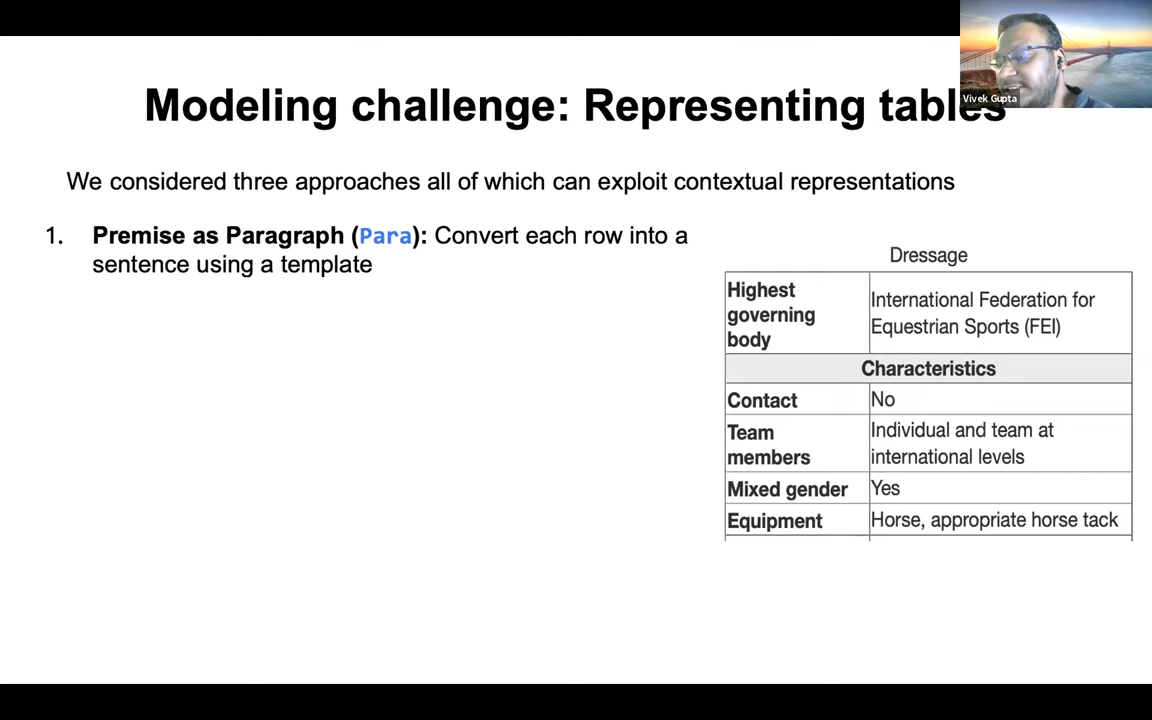 Modeling challenge: Representing tables
Vivek Gupta
We considered three approaches all of which can exploit contextual representations
1. Premise as Paragraph (Para): Convert each row into a
sentence using a template
Dressage
Highest
governing
body
International Federation for
Equestrian Sports (FEI)
Characteristics
Contact No
Team
members
Individual and team at
international levels
Mixed gender Yes
Equipment Horse, appropriate horse tack